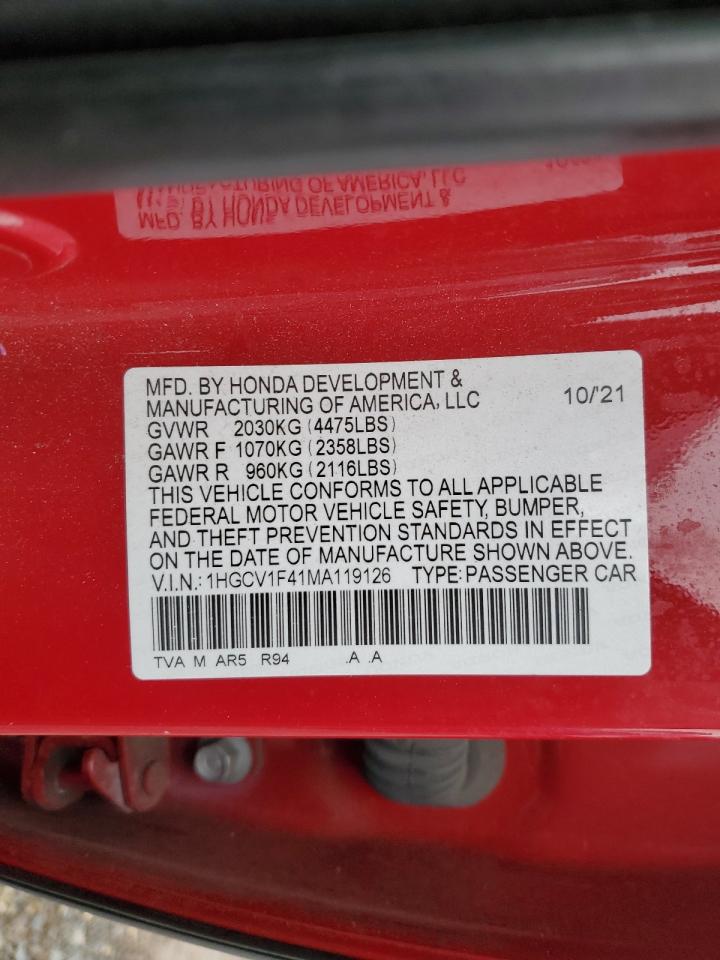 MFD. BY HONDA DEVELOPMENT &
MANUFACTURING OF AMERICA, LLC 10/'21
GVWR 2030KG (4475LBS)
GAWR F 1070KG (2358LBS)
GAWR R 960KG (2116LBS)
THIS VEHICLE CONFORMS TO ALL APPLICABLE
FEDERAL MOTOR VEHICLE SAFETY, BUMPER,
AND THEFT PREVENTION STANDARDS IN EFFECT
ON THE DATE OF MANUFACTURE SHOWN ABOVE.
V.I.N.: 1HGCV1F41MA119126 TYPE: PASSENGER CAR
TVA M AR5 R94 .A .A